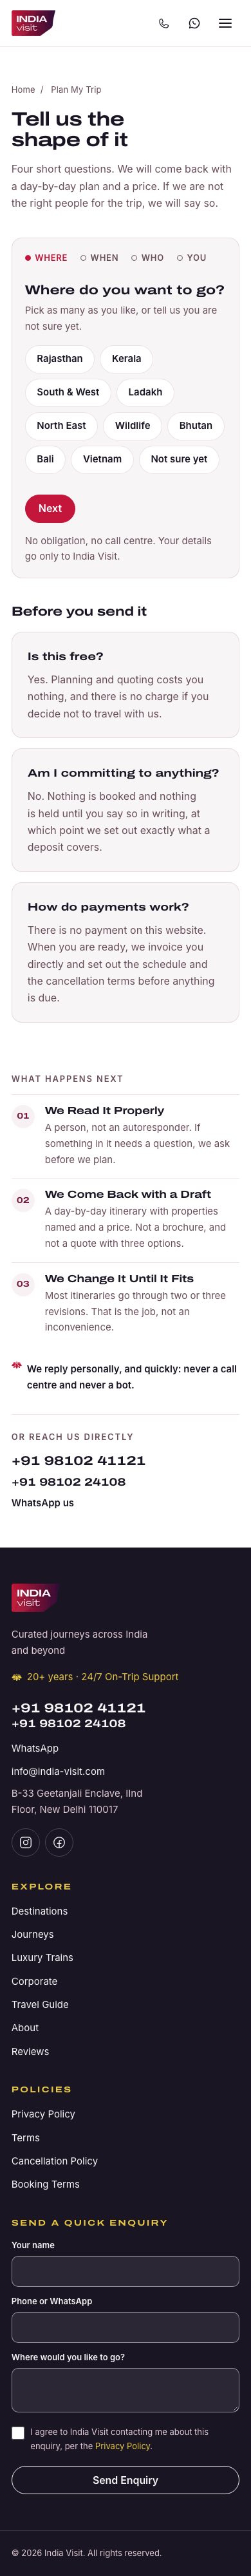 INDIA
visit
Home / Plan My Trip
Tell us the
shape of it
Four short questions. We will come back with
a day-by-day plan and a price. If we are not
the right people for the trip, we will say so.
WHERE WHEN WHO YOU
Where do you want to go?
Pick as many as you like, or tell us you are
not sure yet.
Rajasthan Kerala
South & West Ladakh
North East Wildlife Bhutan
Bali Vietnam Not sure yet
Next
No obligation, no call centre. Your details
go only to India Visit.
Before you send it
Is this free?
Yes. Planning and quoting costs you
nothing, and there is no charge if you
decide not to travel with us.
Am I committing to anything?
No. Nothing is booked and nothing
is held until you say so in writing, at
which point we set out exactly what a
deposit covers.
How do payments work?
There is no payment on this website.
When you are ready, we invoice you
directly and set out the schedule and
the cancellation terms before anything
is due.
WHAT HAPPENS NEXT
01 We Read It Properly
A person, not an autoresponder. If
something in it needs a question, we ask
before we plan.
02 We Come Back with a Draft
A day-by-day itinerary with properties
named and a price. Not a brochure, and
not a quote with three options.
03 We Change It Until It Fits
Most itineraries go through two or three
revisions. That is the job, not an
inconvenience.
We reply personally, and quickly: never a call
centre and never a bot.
OR REACH US DIRECTLY
+91 98102 41121
+91 98102 24108
WhatsApp us
INDIA
visit
Curated journeys across India
and beyond
20+ years · 24/7 On-Trip Support
+91 98102 41121
+91 98102 24108
WhatsApp
info@india-visit.com
B-33 Geetanjali Enclave, IInd
Floor, New Delhi 110017
EXPLORE
Destinations
Journeys
Luxury Trains
Corporate
Travel Guide
About
Reviews
POLICIES
Privacy Policy
Terms
Cancellation Policy
Booking Terms
SEND A QUICK ENQUIRY
Your name
Phone or WhatsApp
Where would you like to go?
I agree to India Visit contacting me about this
enquiry, per the Privacy Policy.
Send Enquiry
© 2026 India Visit. All rights reserved.